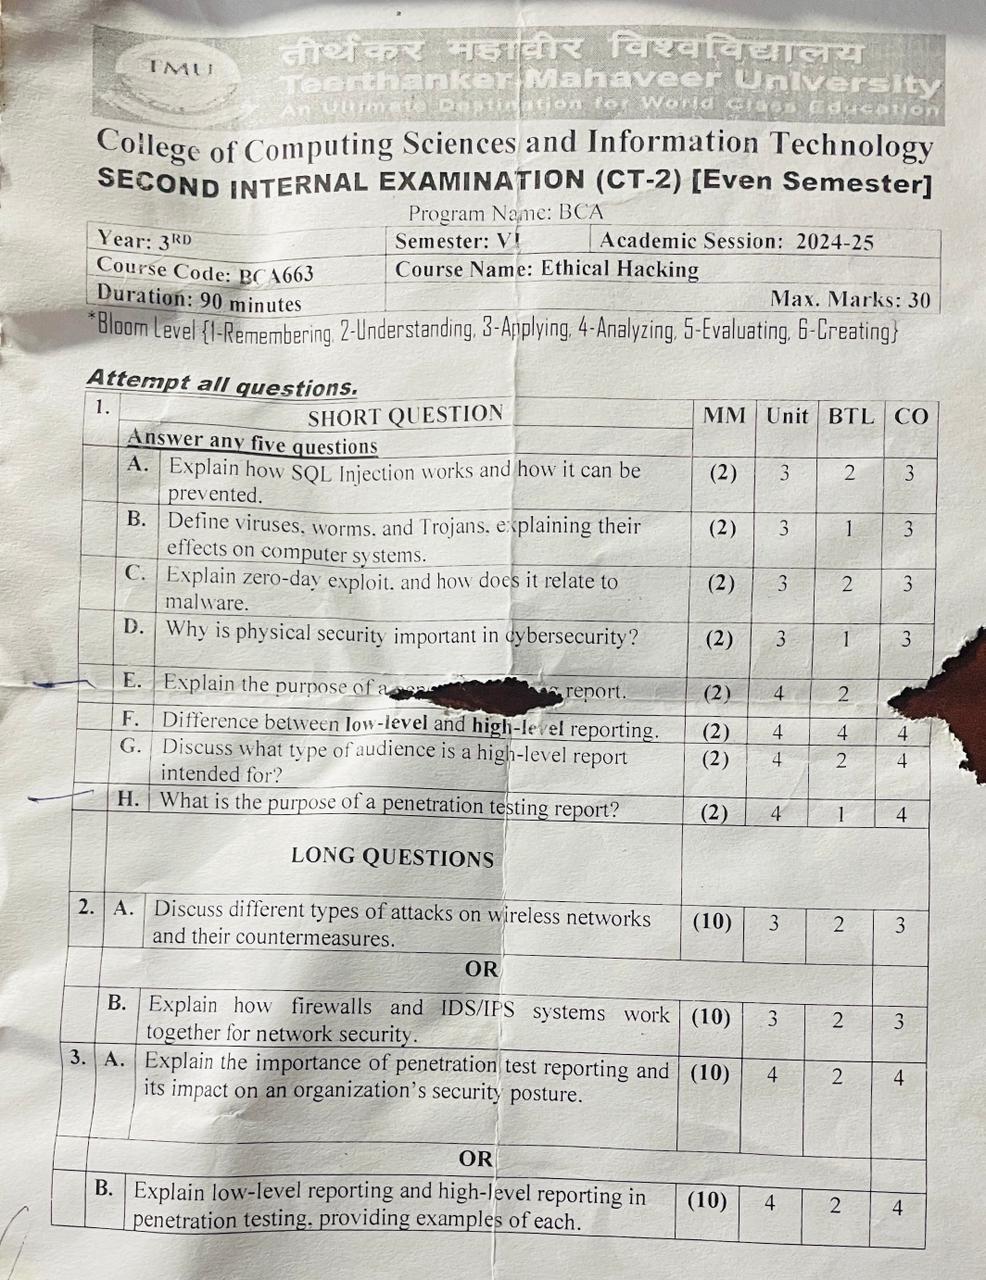 TMU
तीर्थंकर महावीर विश्वविद्यालय
Teerthanker Mahaveer University
An Ultimate Destination for World Class Education
College of Computing Sciences and Information Technology
SECOND INTERNAL EXAMINATION (CT-2) [Even Semester]
Program Name: BCA
Year: 3RD Semester: VI Academic Session: 2024-25
Course Code: BCA663 Course Name: Ethical Hacking
Duration: 90 minutes Max. Marks: 30
*Bloom Level {1-Remembering, 2-Understanding, 3-Applying, 4-Analyzing, 5-Evaluating, 6-Creating}
Attempt all questions.
1. SHORT QUESTION MM Unit BTL CO
Answer any five questions
A. Explain how SQL Injection works and how it can be (2) 3 2 3
prevented.
B. Define viruses, worms, and Trojans, explaining their (2) 3 1 3
effects on computer systems.
C. Explain zero-day exploit, and how does it relate to (2) 3 2 3
malware.
D. Why is physical security important in cybersecurity? (2) 3 1 3
E. Explain the purpose of a report. (2) 4 2
F. Difference between low-level and high-level reporting. (2) 4 4 4
G. Discuss what type of audience is a high-level report (2) 4 2 4
intended for?
H. What is the purpose of a penetration testing report? (2) 4 1 4
LONG QUESTIONS
2. A. Discuss different types of attacks on wireless networks (10) 3 2 3
and their countermeasures.
OR
B. Explain how firewalls and IDS/IPS systems work (10) 3 2 3
together for network security.
3. A. Explain the importance of penetration test reporting and (10) 4 2 4
its impact on an organization's security posture.
OR
B. Explain low-level reporting and high-level reporting in (10) 4 2 4
penetration testing, providing examples of each.